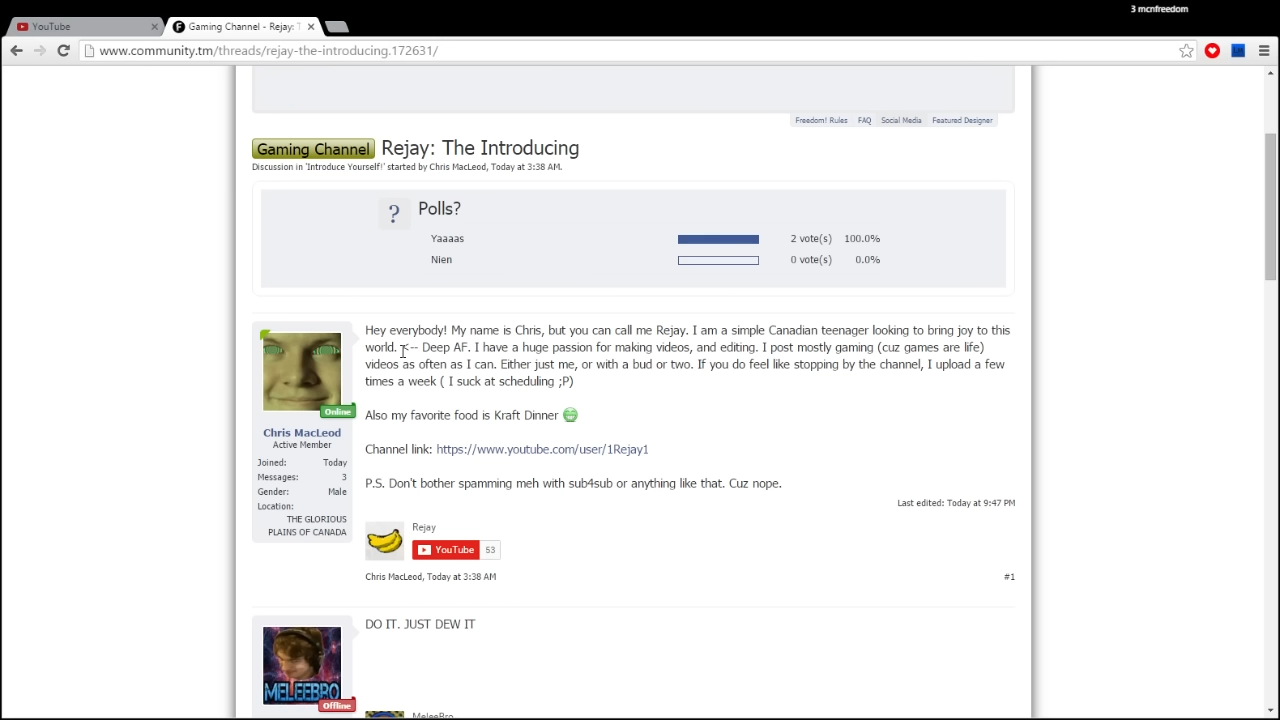 3 mcnfreedom
YouTube
Gaming Channel - Rejay: T
www.community.tm/threads/rejay-the-introducing.172631/
Freedom! Rules FAQ Social Media Featured Designer
Gaming Channel Rejay: The Introducing
Discussion in 'Introduce Yourself!' started by Chris MacLeod, Today at 3:38 AM.
? Polls?
Yaaaas 2 vote(s) 100.0%
Nien 0 vote(s) 0.0%
Hey everybody! My name is Chris, but you can call me Rejay. I am a simple Canadian teenager looking to bring joy to this
world. <-- Deep AF. I have a huge passion for making videos, and editing. I post mostly gaming (cuz games are life)
videos as often as I can. Either just me, or with a bud or two. If you do feel like stopping by the channel, I upload a few
times a week ( I suck at scheduling ;P)
Also my favorite food is Kraft Dinner
Channel link: https://www.youtube.com/user/1Rejay1
P.S. Don't bother spamming meh with sub4sub or anything like that. Cuz nope.
Last edited: Today at 9:47 PM
Online
Chris MacLeod
Active Member
Joined: Today
Messages: 3
Gender: Male
Location:
THE GLORIOUS
PLAINS OF CANADA
Rejay
YouTube 53
Chris MacLeod, Today at 3:38 AM #1
DO IT. JUST DEW IT
MELEEBRO
Offline
MeleeBro